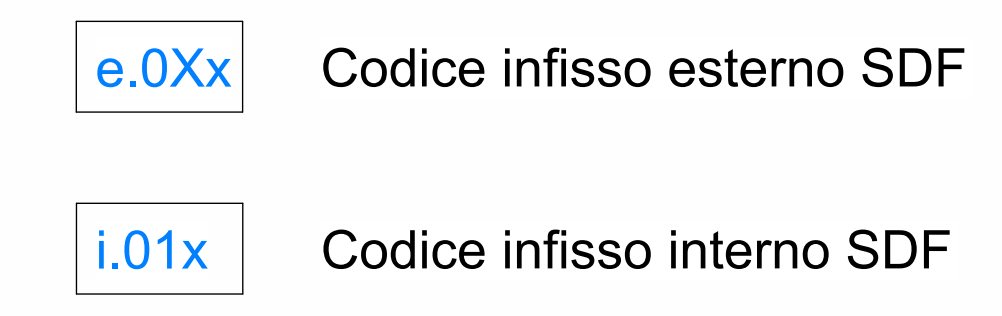 e.0Xx Codice infisso esterno SDF
i.01x Codice infisso interno SDF